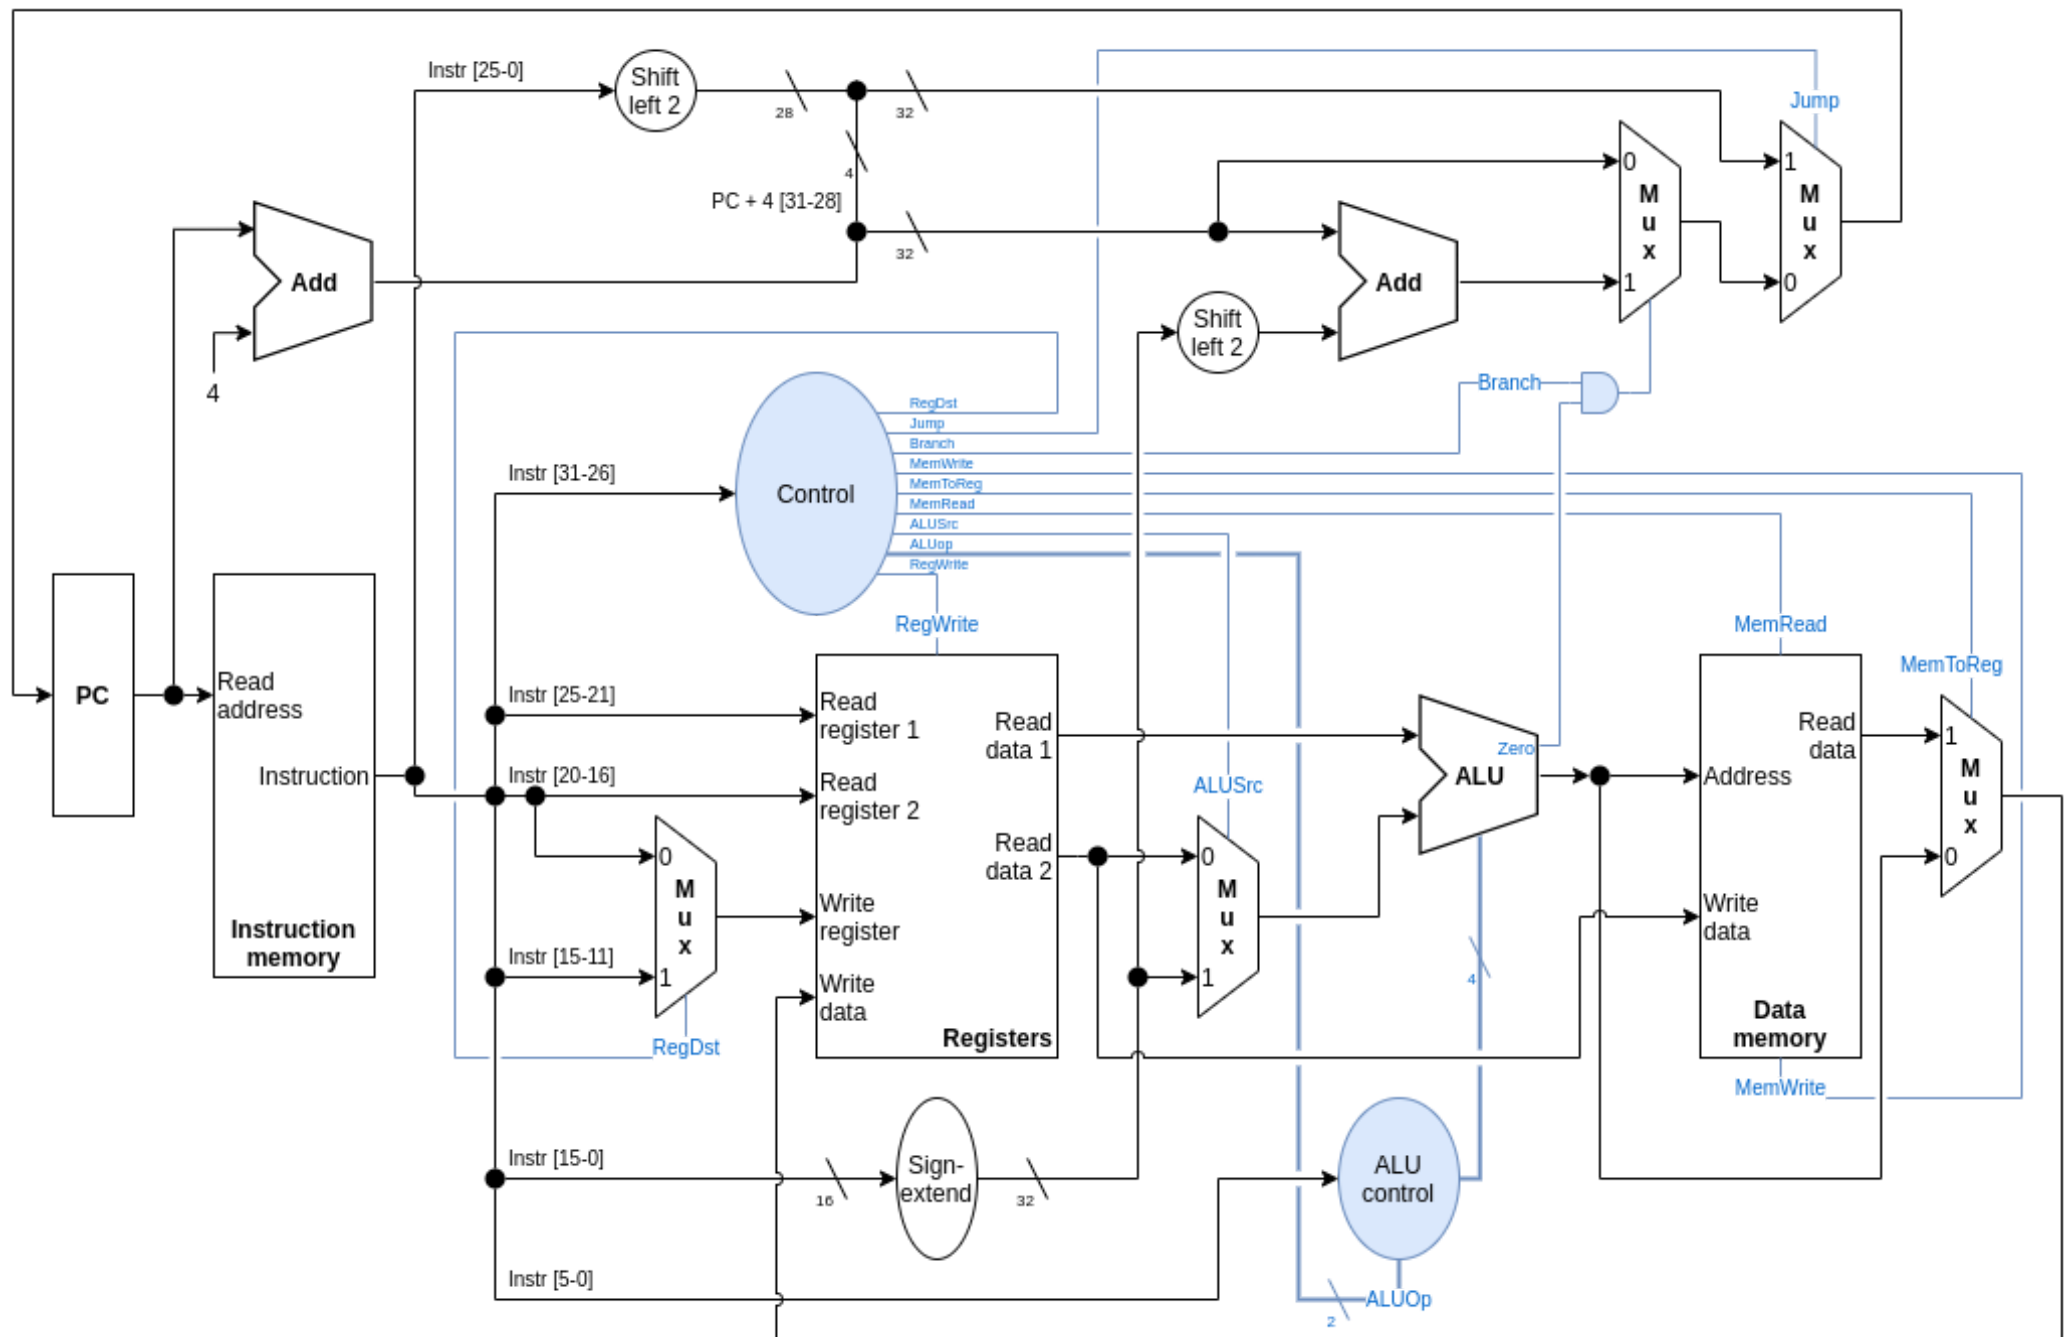 Instr [25-0]
Shift
left 2
28
32
4
PC + 4 [31-28]
32
Add
4
Jump
0
M
u
x
1
1
M
u
x
0
Add
Shift
left 2
Branch
RegDst
Jump
Branch
MemWrite
MemToReg
MemRead
ALUSrc
ALUop
RegWrite
Control
Instr [31-26]
RegWrite
MemRead
MemToReg
PC
Read
address
Instruction
Instruction
memory
Instr [25-21]
Instr [20-16]
Instr [15-11]
0
M
u
x
1
RegDst
Read
register 1
Read
register 2
Write
register
Write
data
Read
data 1
Read
data 2
Registers
ALUSrc
0
M
u
x
1
Zero
ALU
4
Address
Read
data
Write
data
Data
memory
MemWrite
1
M
u
x
0
Instr [15-0]
16
Sign-
extend
32
ALU
control
Instr [5-0]
2
ALUOp